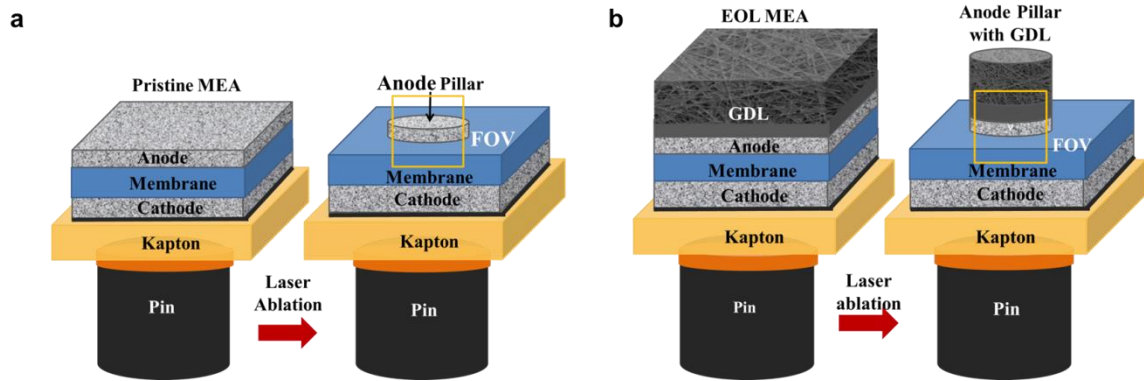 a
Pristine MEA
Anode
Membrane
Cathode
Kapton
Pin
Laser
Ablation
Anode Pillar
FOV
Membrane
Cathode
Kapton
Pin
b
EOL MEA
GDL
Anode
Membrane
Cathode
Kapton
Pin
Laser
ablation
Anode Pillar
with GDL
FOV
Membrane
Cathode
Kapton
Pin